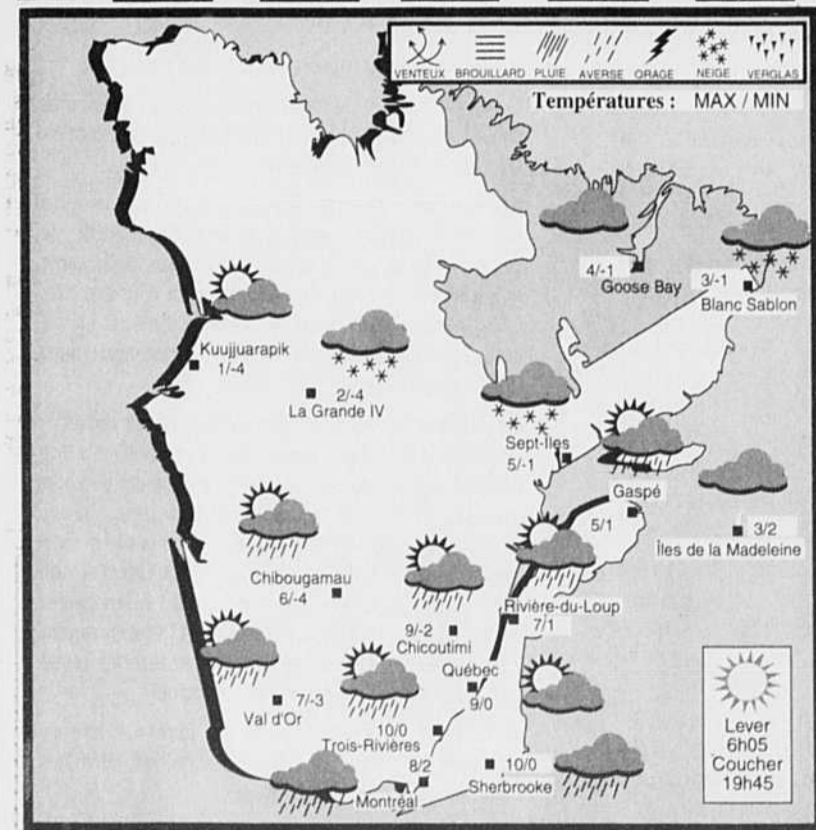 VENTEUX BROUILLARD PLUIE AVERSE ORAGE NEIGE VERGLAS
Températures : MAX / MIN
4/-1
Goose Bay
3/-1
Blanc Sablon
Kuujjuarapik
1/-4
2/-4
La Grande IV
Sept-Îles
5/-1
Gaspé
5/1
3/2
Îles de la Madeleine
Chibougamau
6/-4
Rivière-du-Loup
7/1
9/-2
Chicoutimi
Québec
9/0
7/-3
Val d'Or
10/0
Trois-Rivières
8/2
Montréal
10/0
Sherbrooke
Lever
6h05
Coucher
19h45